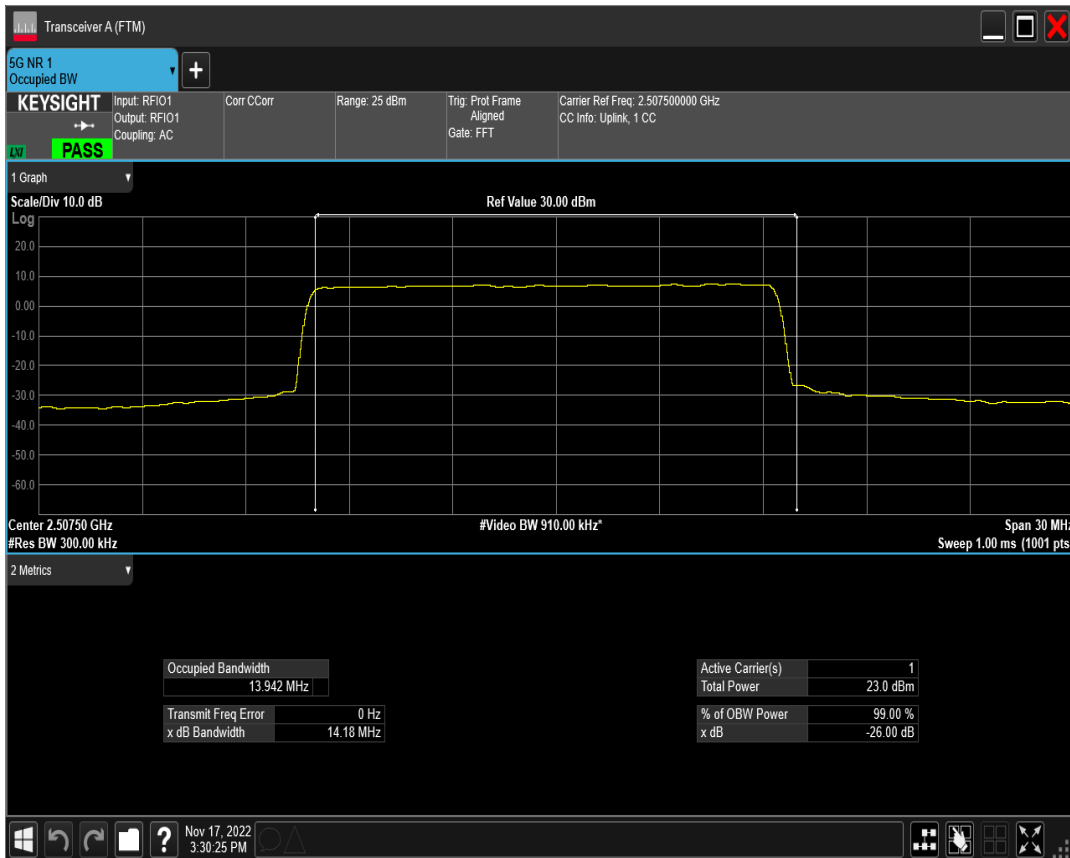 Transceiver A (FTM)
5G NR 1
Occupied BW
+
KEYSIGHT
LXI
PASS
Input: RFIO1
Output: RFIO1
Coupling: AC
Corr CCorr
Range: 25 dBm
Trig: Prot Frame
Aligned
Gate: FFT
Carrier Ref Freq: 2.507500000 GHz
CC Info: Uplink, 1 CC
1 Graph
Scale/Div 10.0 dB
Ref Value 30.00 dBm
Log
20.0
10.0
0.00
-10.0
-20.0
-30.0
-40.0
-50.0
-60.0
Center 2.50750 GHz
#Video BW 910.00 kHz*
Span 30 MHz
#Res BW 300.00 kHz
Sweep 1.00 ms (1001 pts
2 Metrics
Occupied Bandwidth
13.942 MHz
Transmit Freq Error 0 Hz
x dB Bandwidth 14.18 MHz
Active Carrier(s) 1
Total Power 23.0 dBm
% of OBW Power 99.00 %
x dB -26.00 dB
?
Nov 17, 2022
3:30:25 PM